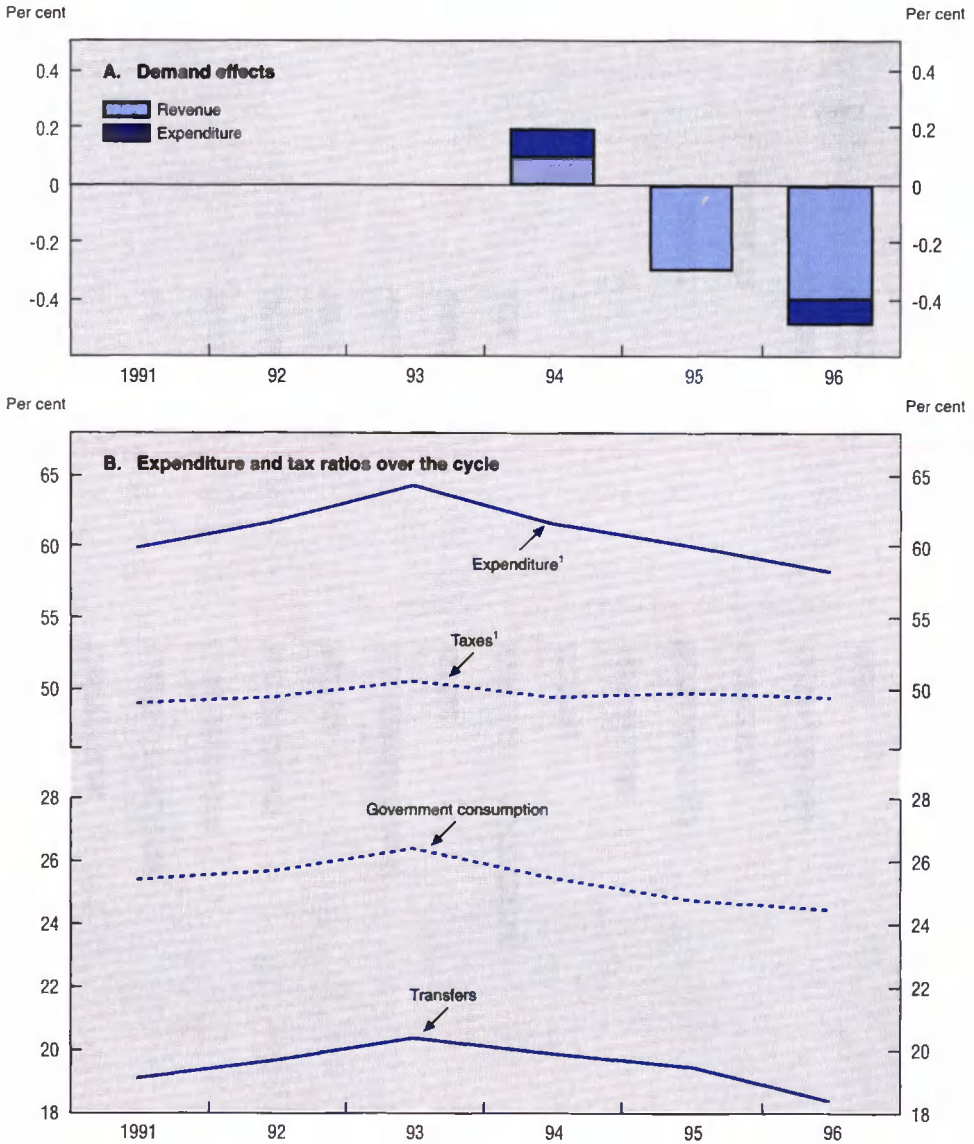 Per cent Per cent
A. Demand effects
Revenue
Expenditure
0.4 0.4
0.2 0.2
0 0
-0.2 -0.2
-0.4 -0.4
1991 92 93 94 95 96
Per cent Per cent
B. Expenditure and tax ratios over the cycle
65 65
60 60
Expenditure¹
55 55
Taxes¹
50 50
28 28
Government consumption
26 26
24 24
22 22
Transfers
20 20
18 18
1991 92 93 94 95 96